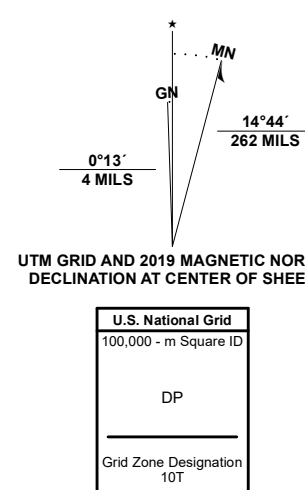 ★
MN
GN
14°44´
262 MILS
0°13´
4 MILS
UTM GRID AND 2019 MAGNETIC NOR
DECLINATION AT CENTER OF SHEE
U.S. National Grid
100,000 - m Square ID
DP
Grid Zone Designation
10T